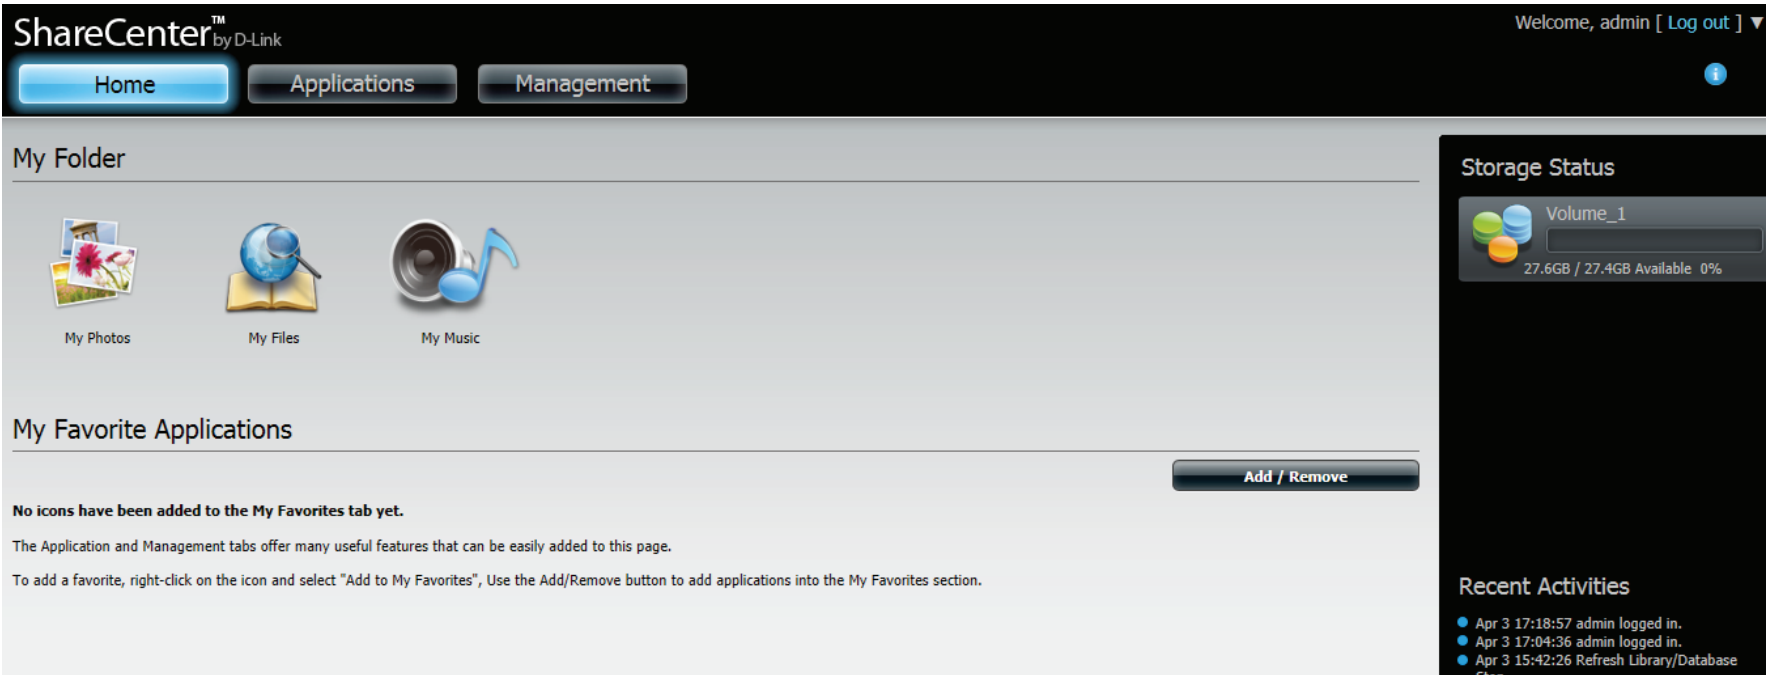 ShareCenter™ by D-Link
Welcome, admin [ Log out ] ▼
Home
Applications
Management
My Folder
My Photos
My Files
My Music
My Favorite Applications
Add / Remove
No icons have been added to the My Favorites tab yet.
The Application and Management tabs offer many useful features that can be easily added to this page.
To add a favorite, right-click on the icon and select "Add to My Favorites", Use the Add/Remove button to add applications into the My Favorites section.
Storage Status
Volume_1
27.6GB / 27.4GB Available 0%
Recent Activities
Apr 3 17:18:57 admin logged in.
Apr 3 17:04:36 admin logged in.
Apr 3 15:42:26 Refresh Library/Database